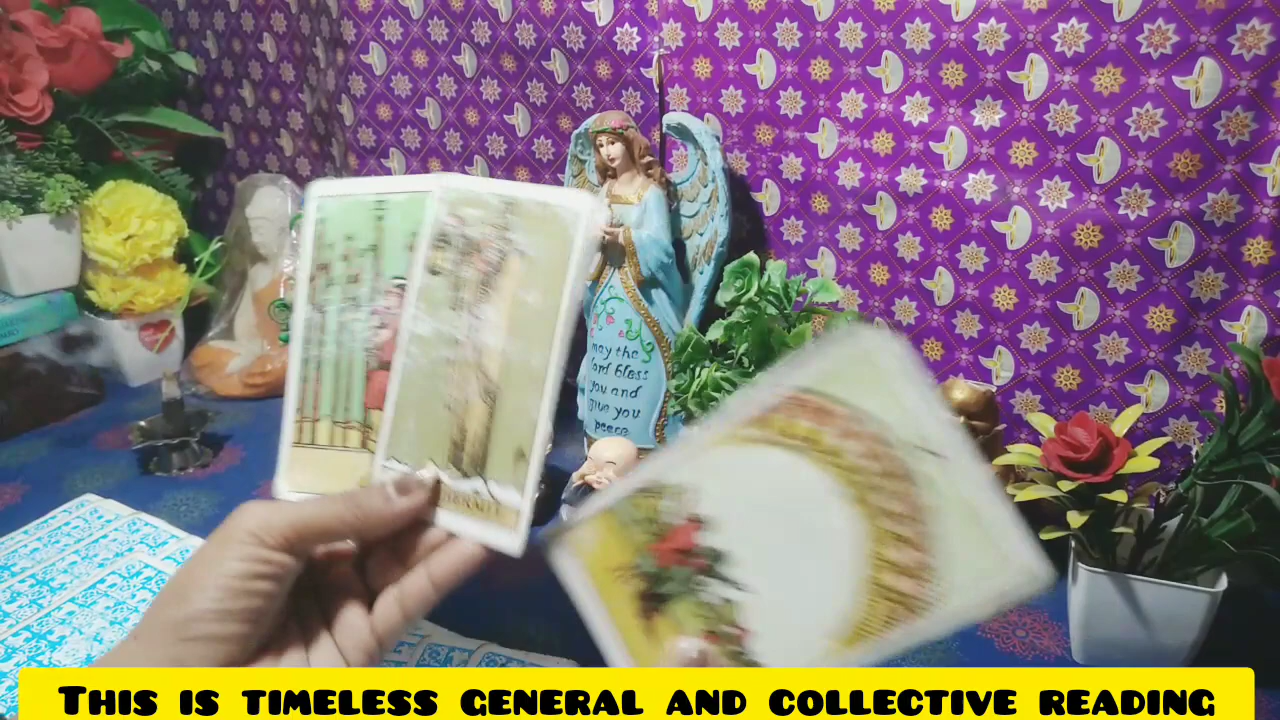 may the
lord bless
you and
give you
peace
THIS IS TIMELESS GENERAL AND COLLECTIVE READING